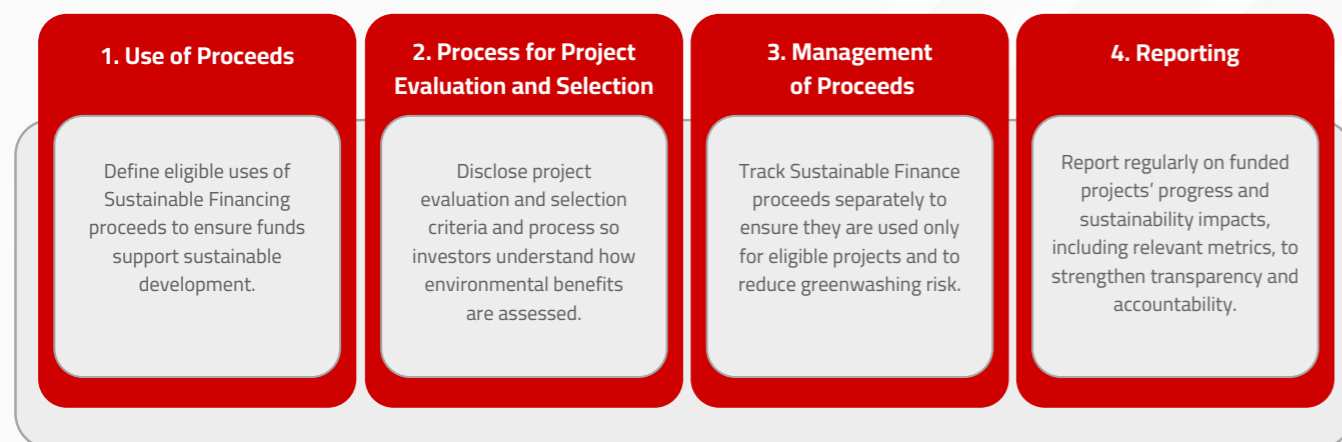 1. Use of Proceeds
Define eligible uses of
Sustainable Financing
proceeds to ensure funds
support sustainable
development.
2. Process for Project
Evaluation and Selection
Disclose project
evaluation and selection
criteria and process so
investors understand how
environmental benefits
are assessed.
3. Management
of Proceeds
Track Sustainable Finance
proceeds separately to
ensure they are used only
for eligible projects and to
reduce greenwashing risk.
4. Reporting
Report regularly on funded
projects’ progress and
sustainability impacts,
including relevant metrics, to
strengthen transparency and
accountability.